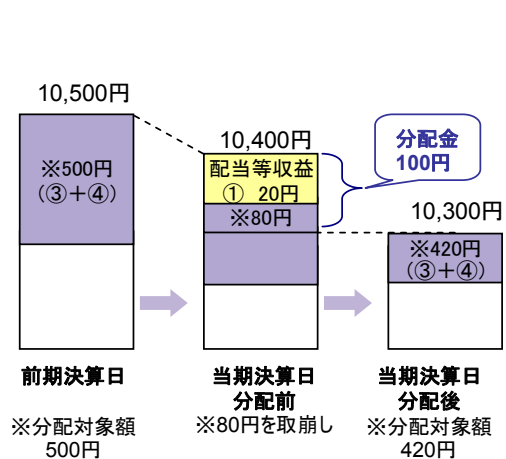 10,500円
※500円
(③+④)
10,400円
配当等収益
① 20円
※80円
分配金
100円
10,300円
※420円
(③+④)
前期決算日
※分配対象額
500円
当期決算日
分配前
※80円を取崩し
当期決算日
分配後
※分配対象額
420円